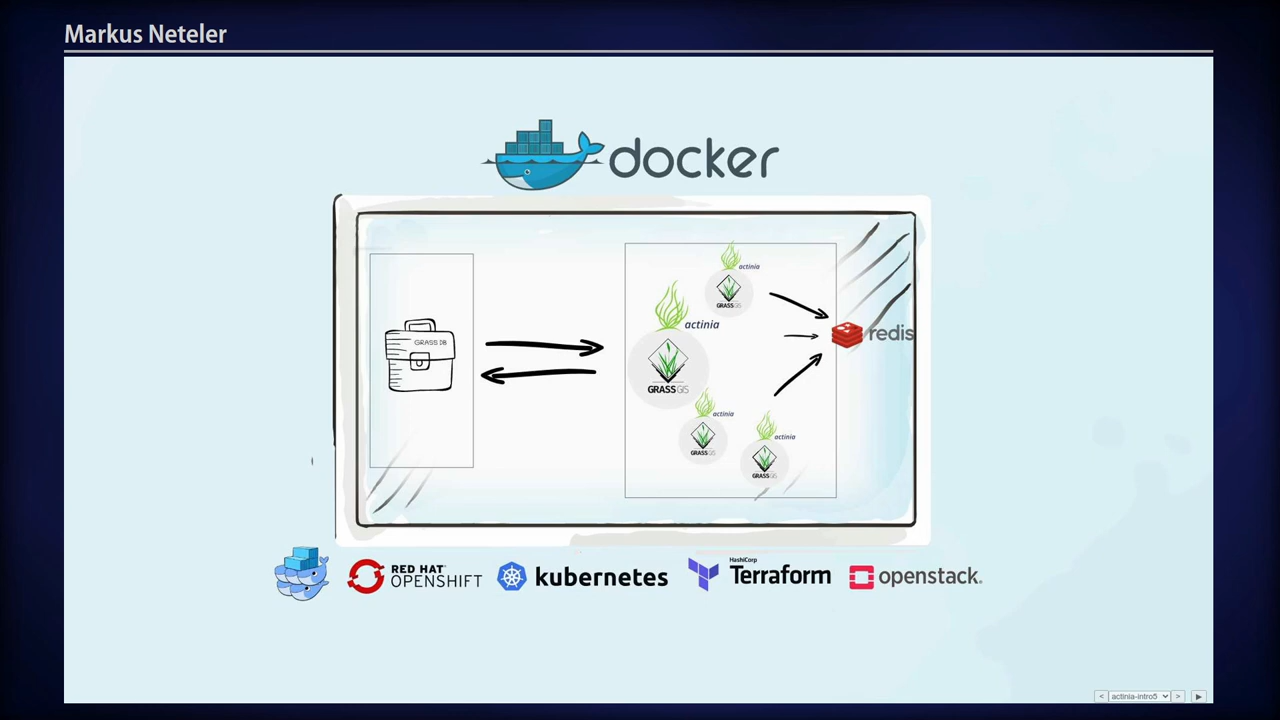 Markus Neteler
docker
actinia
GRASS GIS
actinia
GRASS GIS
redis
GRASS DB
actinia
GRASS GIS
actinia
GRASS GIS
RED HAT
OPENSHIFT
kubernetes
HashiCorp
Terraform
openstack.
< actinia-intro5 >